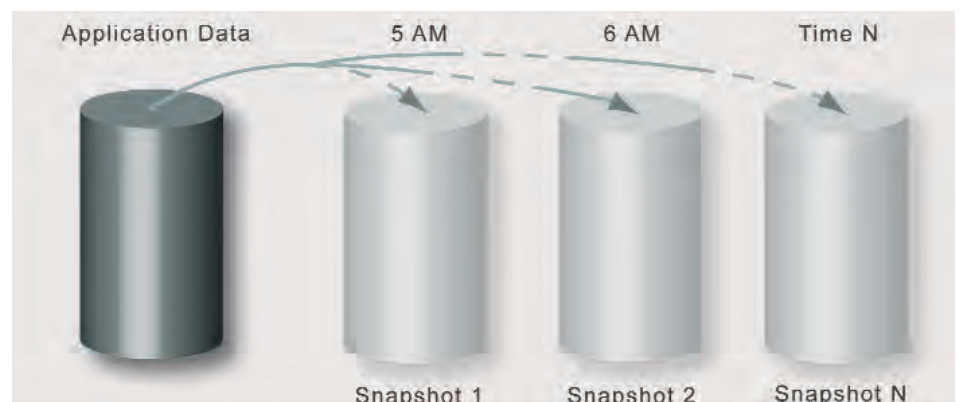 Application Data
5 AM
6 AM
Time N
Snapshot 1
Snapshot 2
Snapshot N